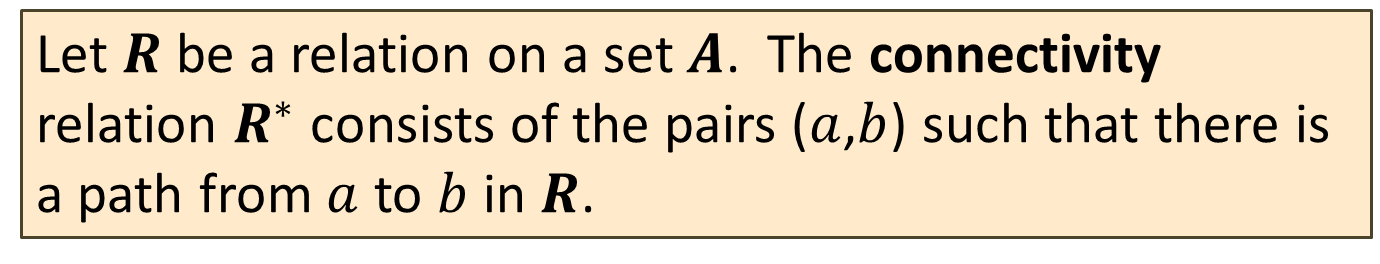 Let R be a relation on a set A. The connectivity
relation R* consists of the pairs (a,b) such that there is
a path from a to b in R.